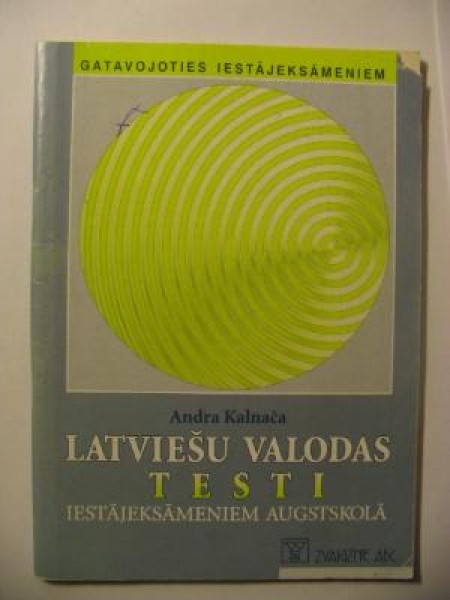 GATAVOJOTIES IESTĀJEKSĀMENIEM
Andra Kalnača
LATVIEŠU VALODAS
TESTI
IESTĀJEKSĀMENIEM AUGSTSKOLĀ
ZVAIGZNE ABC